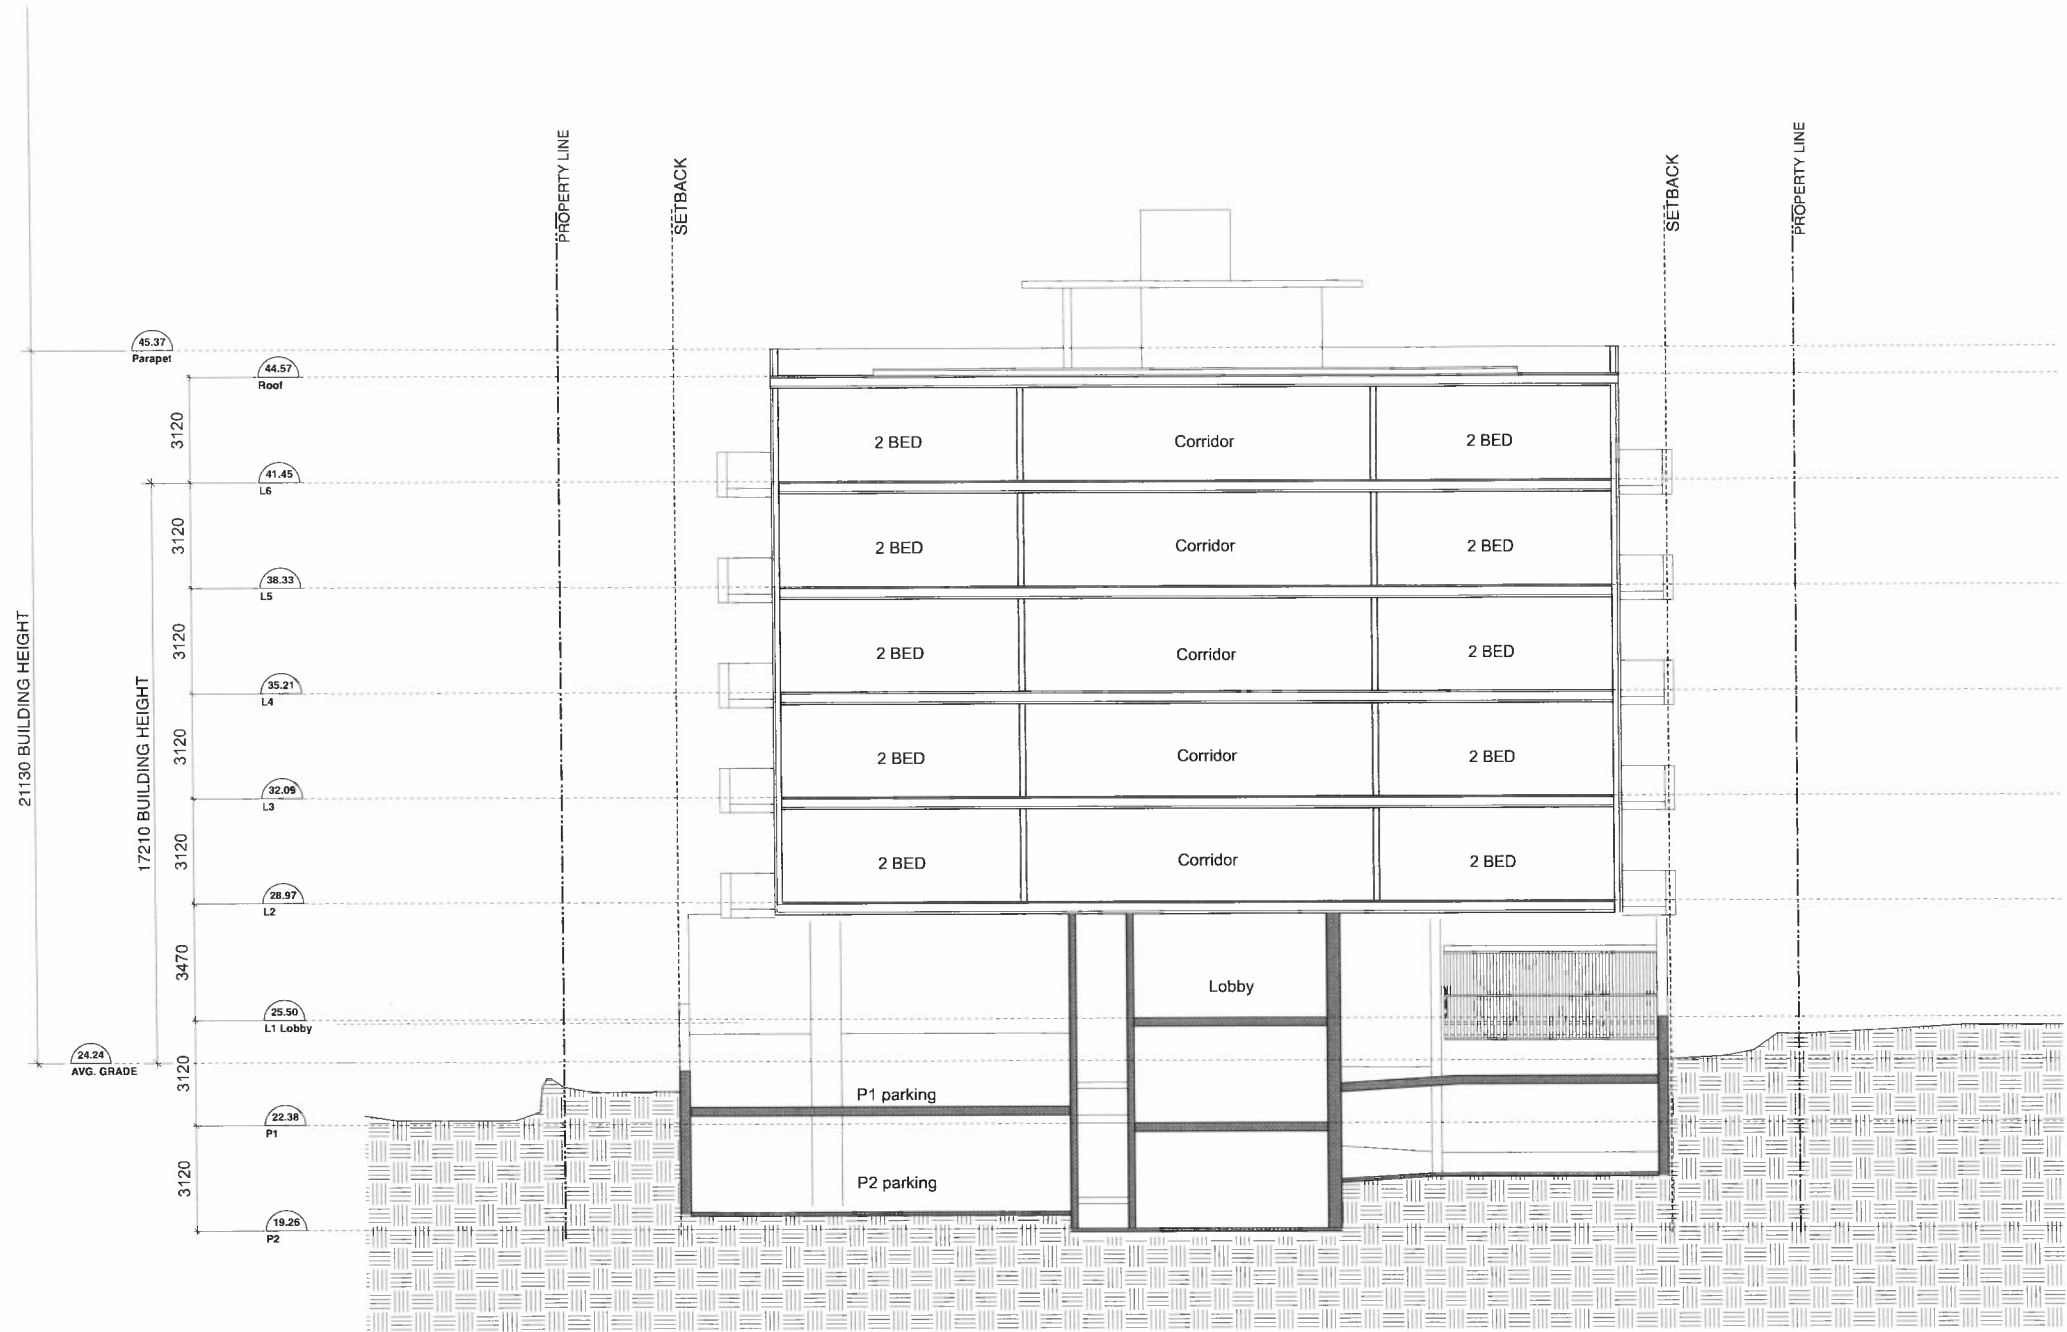 PROPERTY LINE
SETBACK
SETBACK
PROPERTY LINE
45.37
Parapet
44.57
Roof
3120
2 BED
Corridor
2 BED
41.45
L6
3120
2 BED
Corridor
2 BED
38.33
L5
3120
2 BED
Corridor
2 BED
35.21
L4
21130 BUILDING HEIGHT
17210 BUILDING HEIGHT
3120
2 BED
Corridor
2 BED
32.09
L3
3120
2 BED
Corridor
2 BED
28.97
L2
3470
Lobby
25.50
L1 Lobby
24.24
AVG. GRADE
3120
P1 parking
22.38
P1
3120
P2 parking
19.26
P2